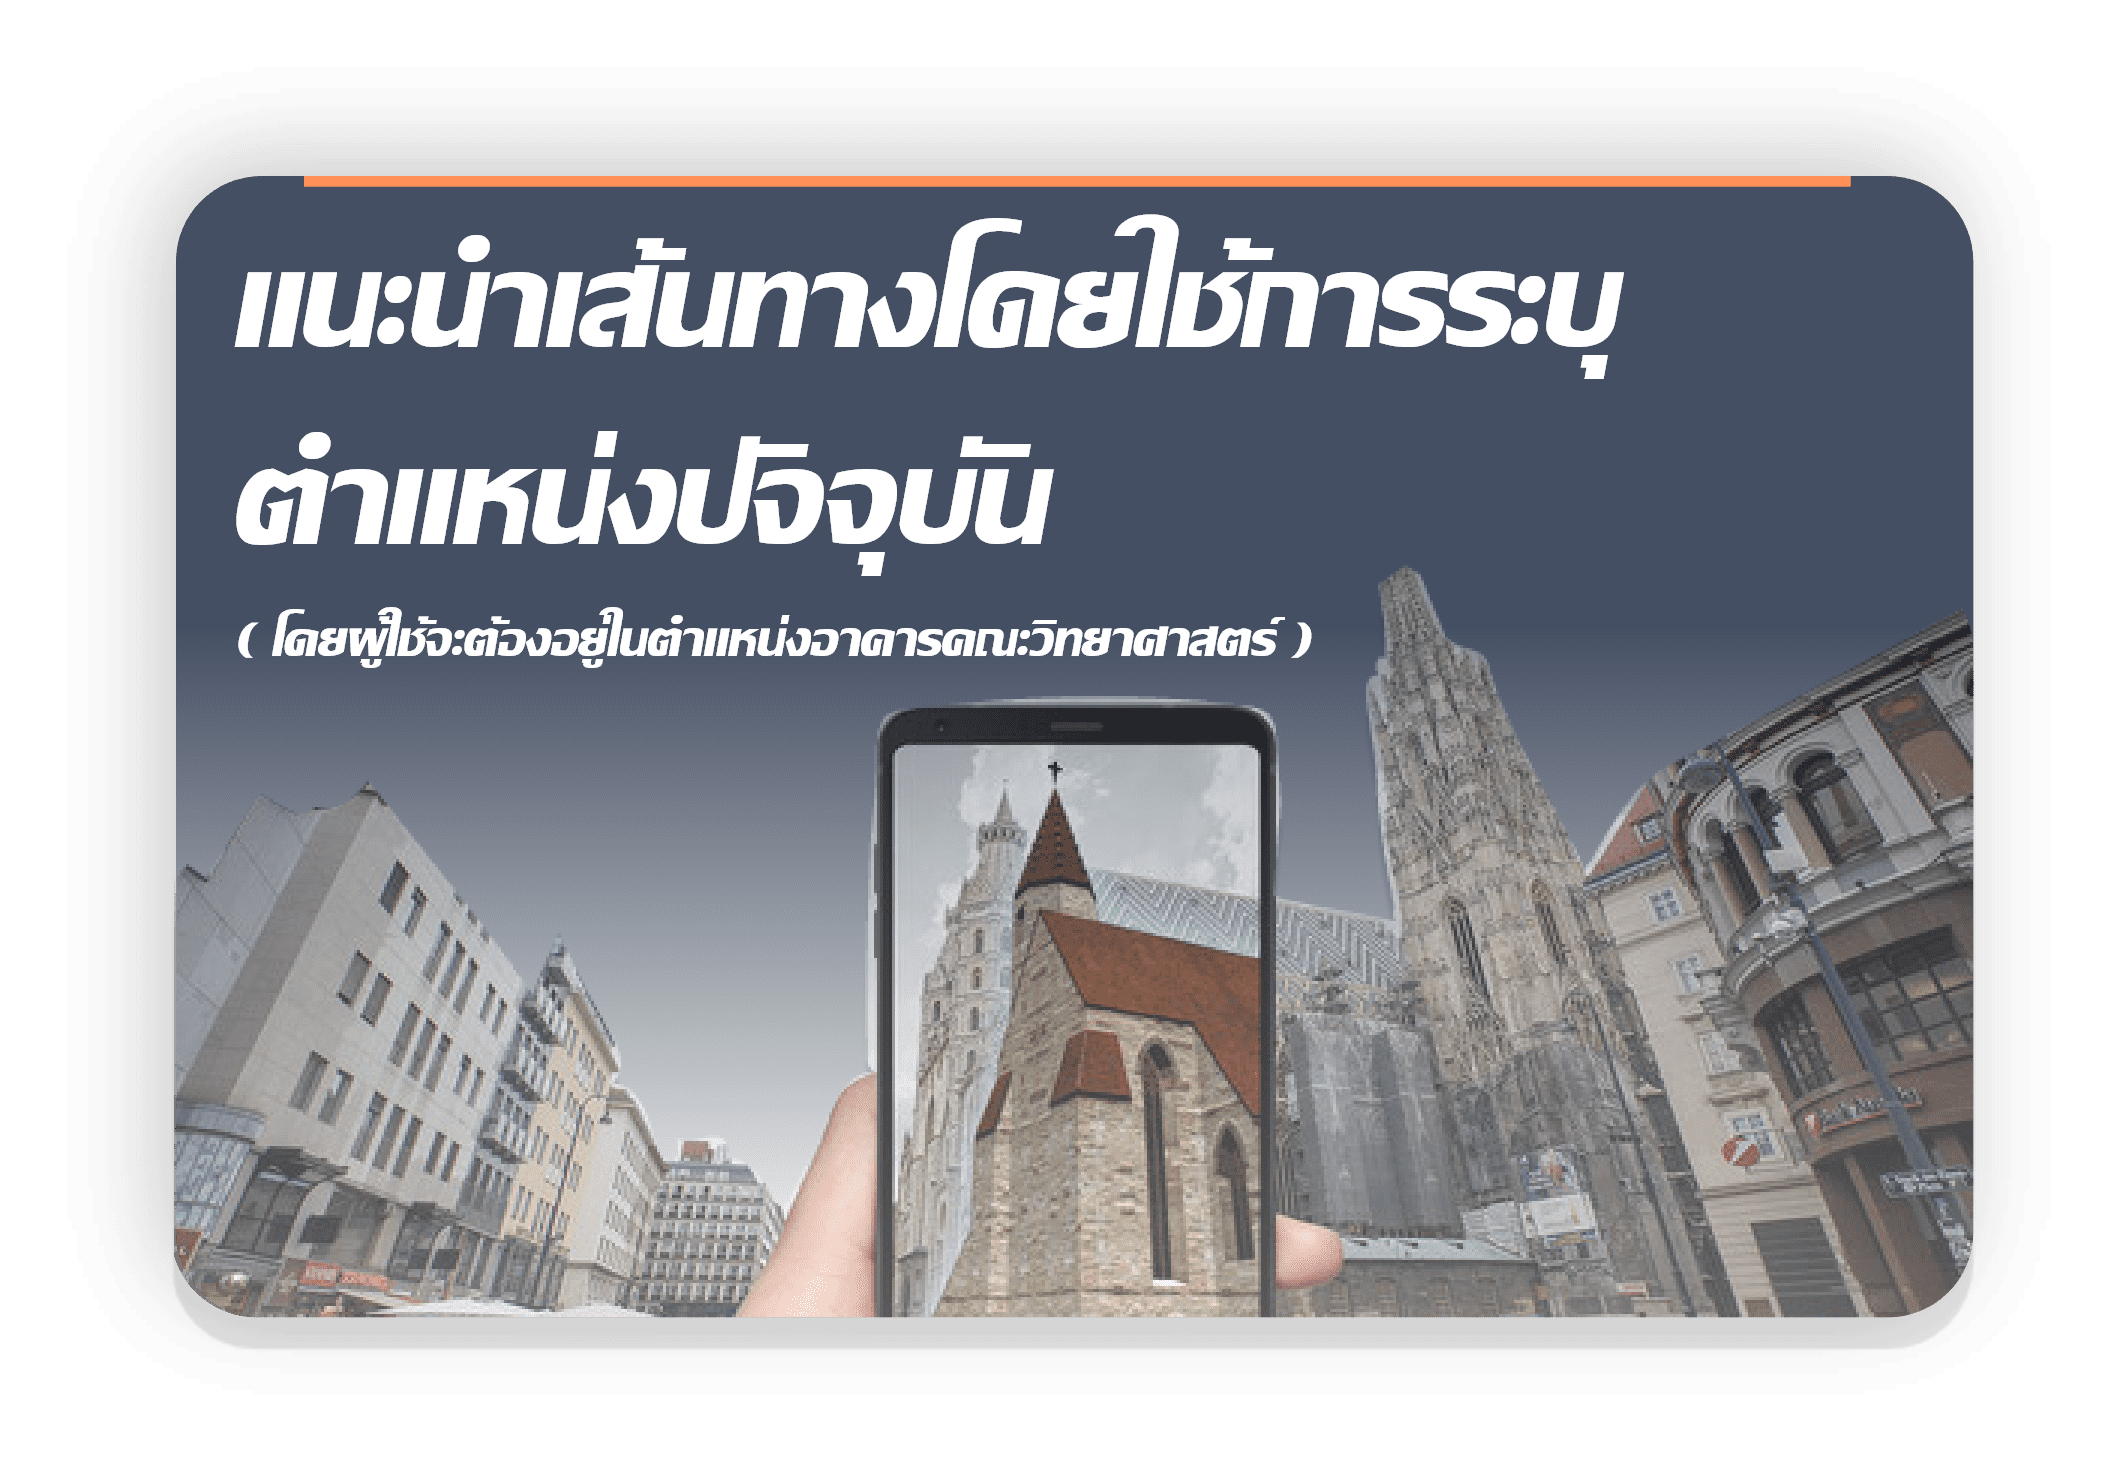 แนะนำเส้นทางโดยใช้การระบุ
ตำแหน่งปัจจุบัน
( โดยผู้ใช้จะต้องอยู่ในตำแหน่งอาคารคณะวิทยาศาสตร์ )